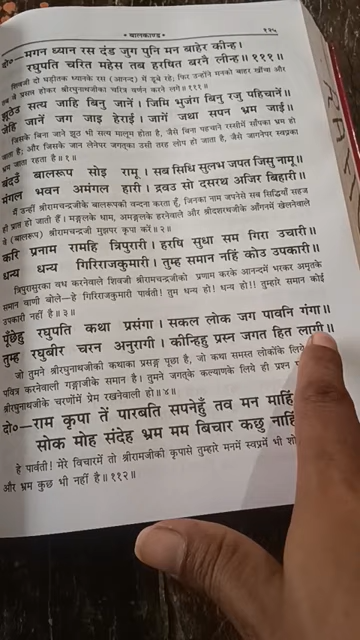 * बालकाण्ड *
१२५
दो०— मगन ध्यान रस दंड जुग पुनि मन बाहेर कीन्ह।
रघुपति चरित महेस तब हरषित बरनै लीन्ह॥ १११॥
शिवजी दो घड़ीतक ध्यानके रस (आनन्द) में डूबे रहे; फिर उन्होंने मनको बाहर खींचा और
तब वे प्रसन्न होकर श्रीरघुनाथजीका चरित्र वर्णन करने लगे॥ १११॥
झूठेउ सत्य जाहि बिनु जानें। जिमि भुजंग बिनु रजु पहिचानें॥
जेहि जानें जग जाइ हेराई। जागें जथा सपन भ्रम जाई॥
जिसके बिना जाने झूठ भी सत्य मालूम होता है, जैसे बिना पहचाने रस्सीमें साँपका भ्रम हो
जाता है; और जिसके जान लेनेपर जगत्‌का उसी तरह लोप हो जाता है, जैसे जागनेपर स्वप्नका
भ्रम जाता रहता है॥ १॥
बंदउँ बालरूप सोइ रामू। सब सिधि सुलभ जपत जिसु नामू॥
मंगल भवन अमंगल हारी। द्रवउ सो दसरथ अजिर बिहारी॥
मैं उन्हीं श्रीरामचन्द्रजीके बालरूपकी वन्दना करता हूँ, जिनका नाम जपनेसे सब सिद्धियाँ सहज
ही प्राप्त हो जाती हैं। मङ्गलके धाम, अमङ्गलके हरनेवाले और श्रीदशरथजीके आँगनमें खेलनेवाले
वे (बालरूप) श्रीरामचन्द्रजी मुझपर कृपा करें॥ २॥
करि प्रनाम रामहि त्रिपुरारी। हरषि सुधा सम गिरा उचारी॥
धन्य धन्य गिरिराजकुमारी। तुम्ह समान नहिं कोउ उपकारी॥
त्रिपुरासुरका वध करनेवाले शिवजी श्रीरामचन्द्रजीको प्रणाम करके आनन्दमें भरकर अमृतके
समान वाणी बोले—हे गिरिराजकुमारी पार्वती! तुम धन्य हो! धन्य हो!! तुम्हारे समान कोई
उपकारी नहीं है॥ ३॥
पूँछेहु रघुपति कथा प्रसंगा। सकल लोक जग पावनि गंगा॥
तुम्ह रघुबीर चरन अनुरागी। कीन्हिहु प्रस्न जगत हित लागी॥
जो तुमने श्रीरघुनाथजीकी कथाका प्रसङ्ग पूछा है, जो कथा समस्त लोकोंके लिये
पवित्र करनेवाली गङ्गाजीके समान है। तुमने जगत्‌के कल्याणके लिये ही प्रश्न
श्रीरघुनाथजीके चरणोंमें प्रेम रखनेवाली हो॥ ४॥
दो०— राम कृपा तें पारबति सपनेहुँ तव मन माहिं
सोक मोह संदेह भ्रम मम बिचार कछु नाहिं
हे पार्वती! मेरे विचारमें तो श्रीरामजीकी कृपासे तुम्हारे मनमें स्वप्नमें भी
और भ्रम कुछ भी नहीं है॥ ११२॥